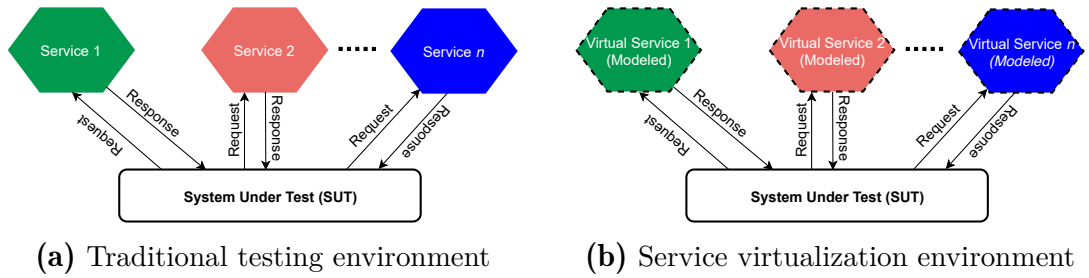 Service 1
Service 2
Service n
Request
Response
Request
Response
Request
Response
System Under Test (SUT)
(a) Traditional testing environment
Virtual Service 1
(Modeled)
Virtual Service 2
(Modeled)
Virtual Service n
(Modeled)
Request
Response
Request
Response
Request
Response
System Under Test (SUT)
(b) Service virtualization environment